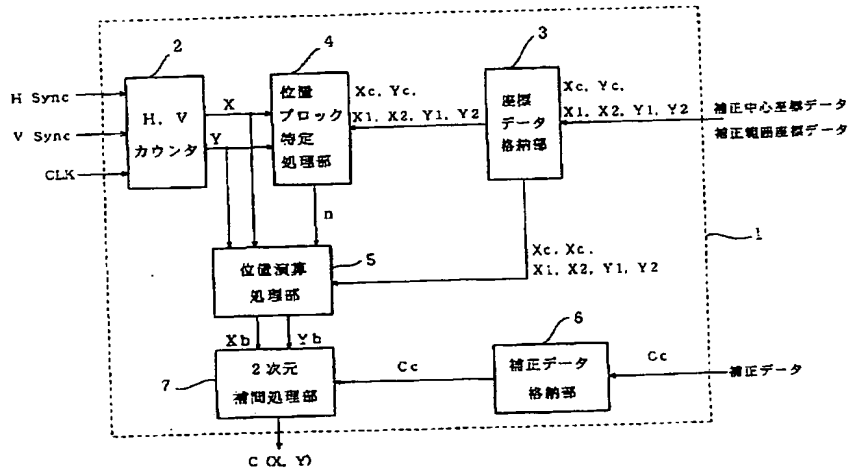 2
4
3
1
H Sync
V Sync
CLK
H, V
カウンタ
X
Y
位置
ブロック
特定
処理部
Xc, Yc,
X1, X2, Y1, Y2
座標
データ
格納部
Xc, Yc,
X1, X2, Y1, Y2
補正中心座標データ
補正範囲座標データ
n
位置演算
処理部
5
Xc, Xc,
X1, X2, Y1, Y2
Xb
Yb
2次元
補間処理部
7
Cc
6
補正データ
格納部
Cc
補正データ
C (X, Y)